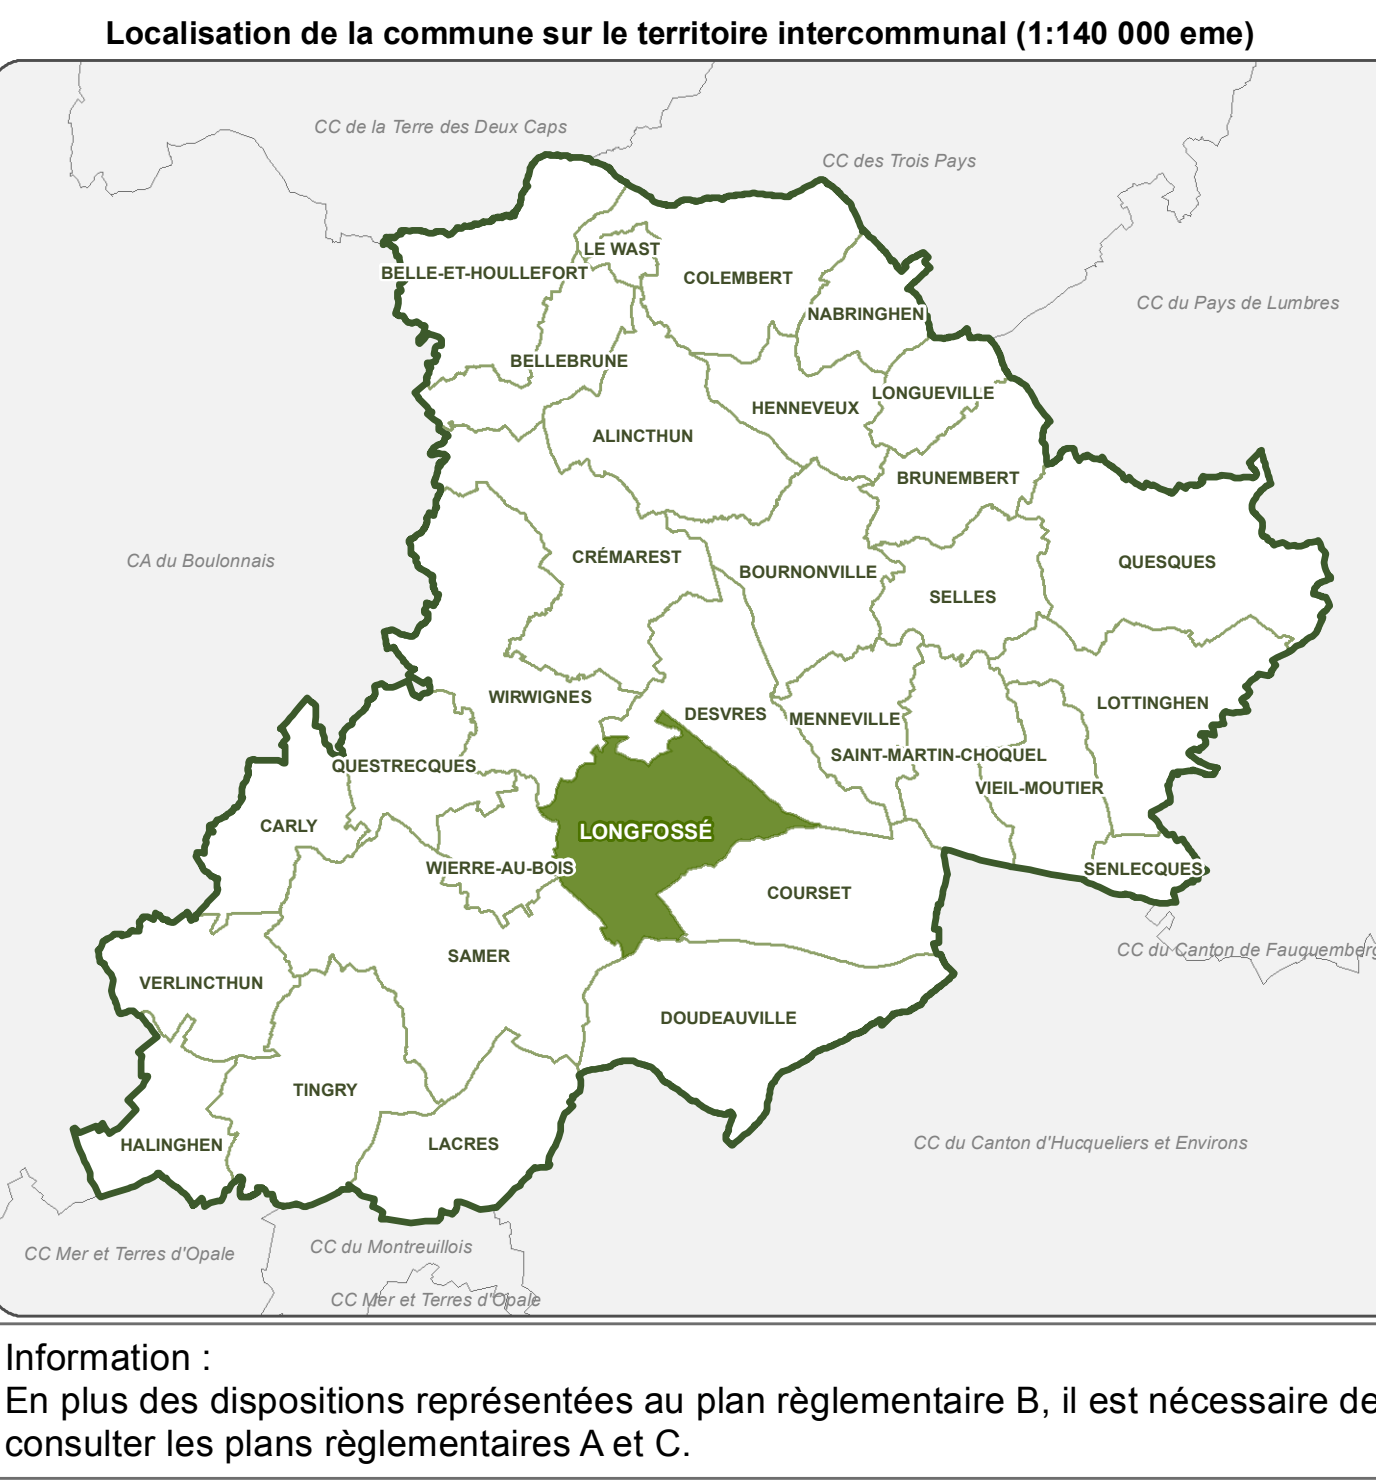 Localisation de la commune sur le territoire intercommunal (1:140 000 eme)
CC de la Terre des Deux Caps
CC des Trois Pays
LE WAST
BELLE-ET-HOULLEFORT
COLEMBERT
CC du Pays de Lumbres
NABRINGHEN
BELLEBRUNE
LONGUEVILLE
HENNEVEUX
ALINCTHUN
BRUNEMBERT
CRÉMAREST
CA du Boulonnais
QUESQUES
BOURNONVILLE
SELLES
WIRWIGNES
LOTTINGHEN
DESVRES
MENNEVILLE
SAINT-MARTIN-CHOQUEL
QUESTRECQUES
VIEIL-MOUTIER
CARLY
LONGFOSSÉ
WIERRE-AU-BOIS
SENLECQUES
COURSET
CC du Canton de Fauquemberg
SAMER
VERLINCTHUN
DOUDEAUVILLE
TINGRY
HALINGHEN
LACRES
CC du Canton d'Hucqueliers et Environs
CC Mer et Terres d'Opale
CC du Montreuillois
CC Mer et Terres d'Opale
Information :
En plus des dispositions représentées au plan règlementaire B, il est nécessaire de
consulter les plans règlementaires A et C.